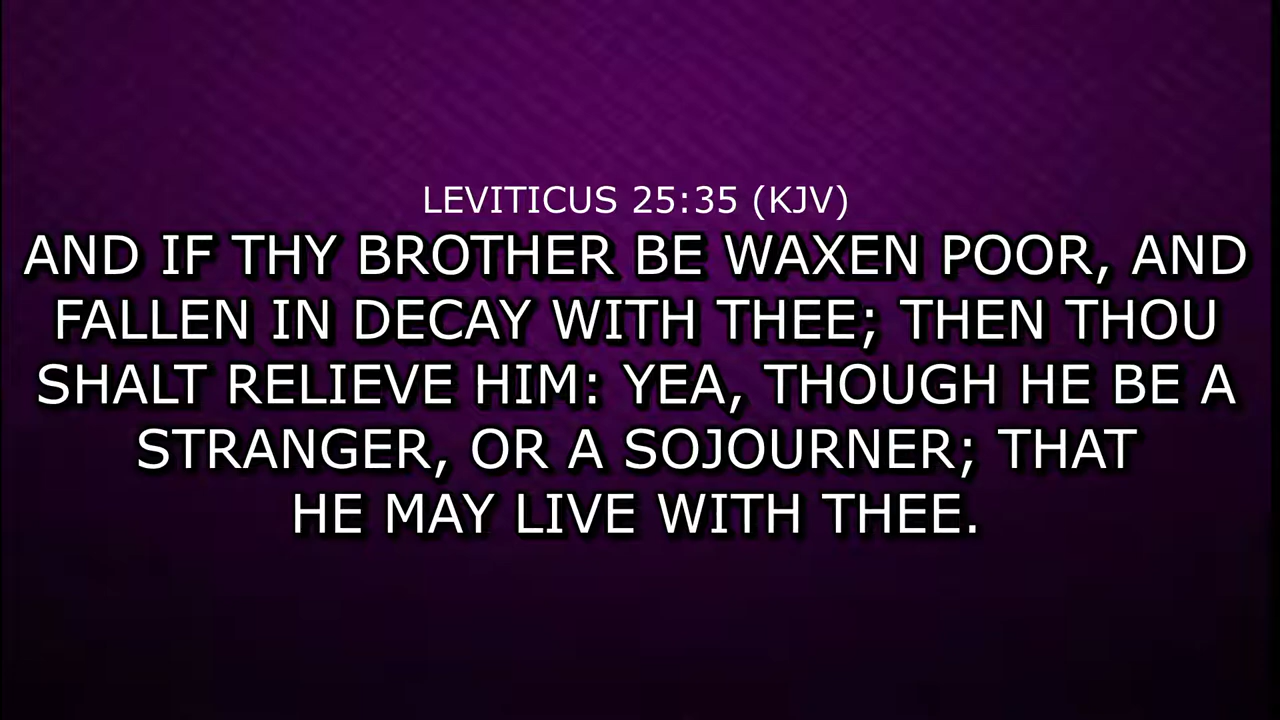 LEVITICUS 25:35 (KJV)
AND IF THY BROTHER BE WAXEN POOR, AND
FALLEN IN DECAY WITH THEE; THEN THOU
SHALT RELIEVE HIM: YEA, THOUGH HE BE A
STRANGER, OR A SOJOURNER; THAT
HE MAY LIVE WITH THEE.